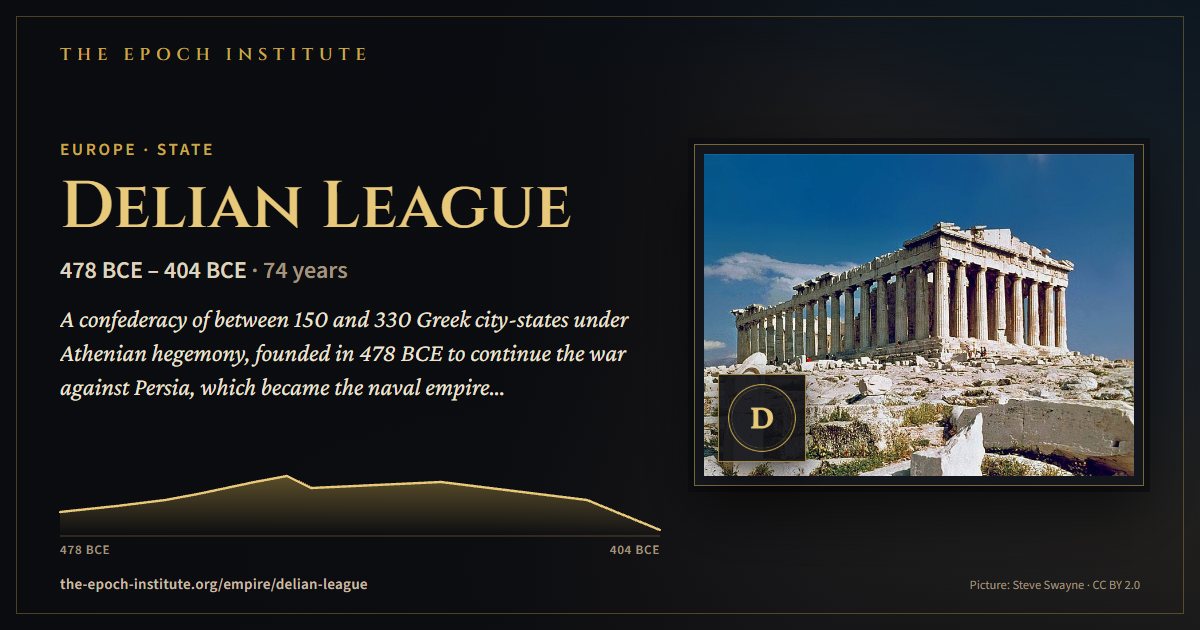 THE EPOCH INSTITUTE
EUROPE · STATE
DELIAN LEAGUE
478 BCE – 404 BCE · 74 years
A confederacy of between 150 and 330 Greek city-states under
Athenian hegemony, founded in 478 BCE to continue the war
against Persia, which became the naval empire...
D
478 BCE
404 BCE
the-epoch-institute.org/empire/delian-league
Picture: Steve Swayne · CC BY 2.0